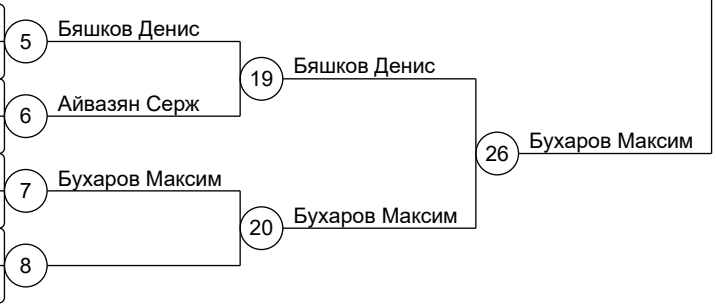 5
Бяшков Денис
19
Бяшков Денис
6
Айвазян Серж
26
Бухаров Максим
7
Бухаров Максим
20
Бухаров Максим
8